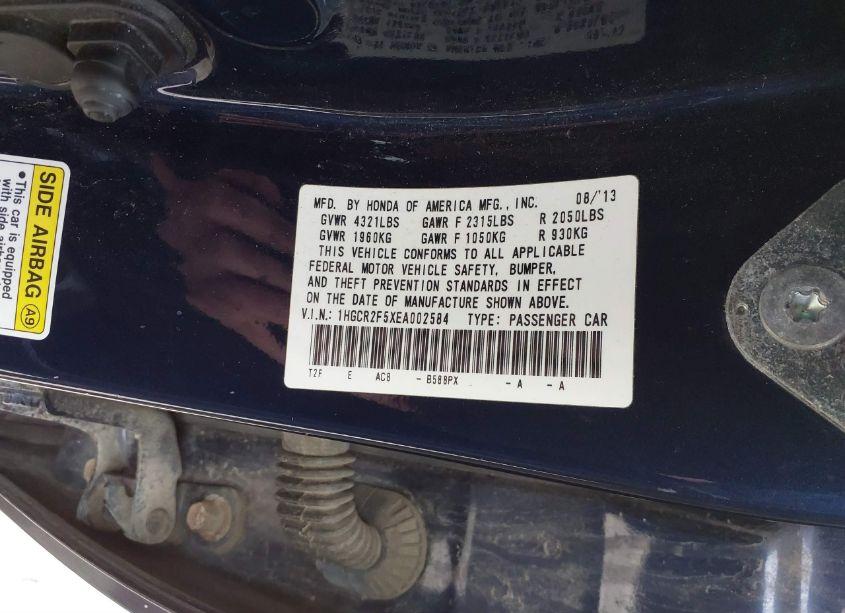 MFD. BY HONDA OF AMERICA MFG., INC. 08/'13
GVWR 4321LBS GAWR F 2315LBS R 2050LBS
GVWR 1960KG GAWR F 1050KG R 930KG
THIS VEHICLE CONFORMS TO ALL APPLICABLE
FEDERAL MOTOR VEHICLE SAFETY, BUMPER,
AND THEFT PREVENTION STANDARDS IN EFFECT
ON THE DATE OF MANUFACTURE SHOWN ABOVE.
V.I.N.: 1HGCR2F5XEA002584 TYPE: PASSENGER CAR
T2F E ACB - B588PX - A - A
SIDE AIRBAG A9
•This car is equipped
with side